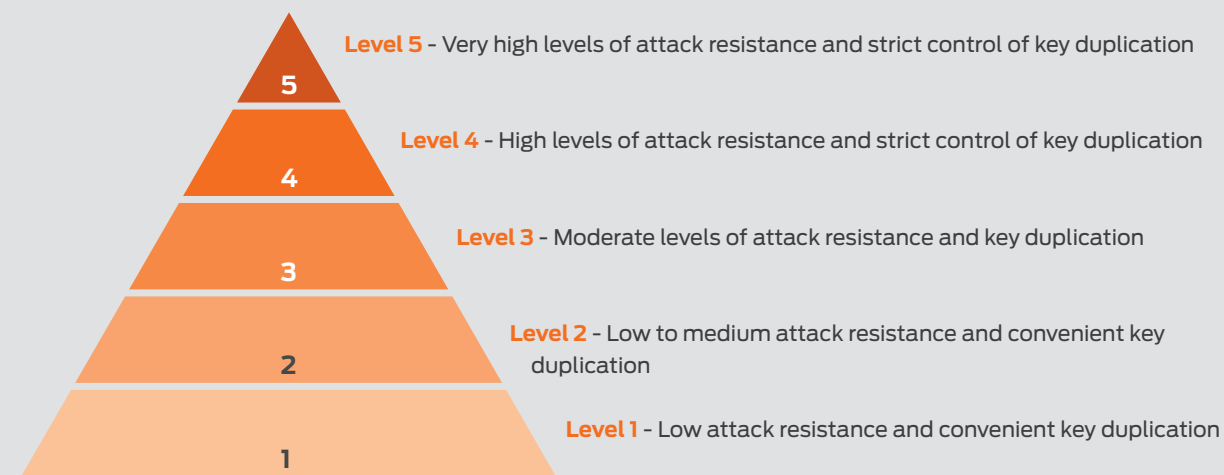 5
Level 5 - Very high levels of attack resistance and strict control of key duplication
4
Level 4 - High levels of attack resistance and strict control of key duplication
3
Level 3 - Moderate levels of attack resistance and key duplication
2
Level 2 - Low to medium attack resistance and convenient key
duplication
1
Level 1 - Low attack resistance and convenient key duplication